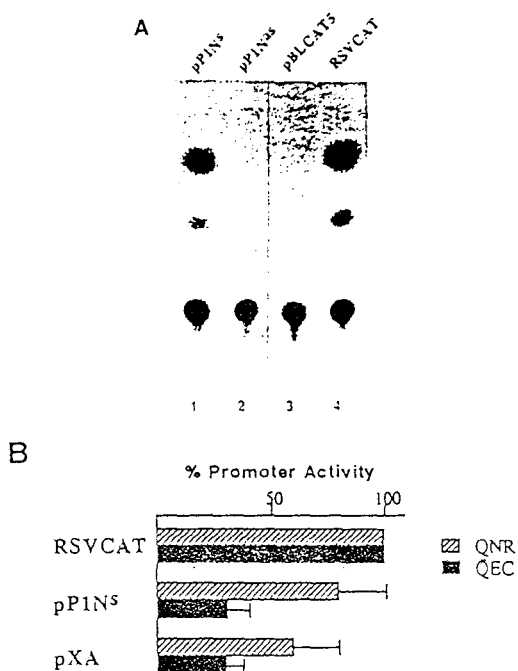 A
pP1Ns pP1Nas pBLCAT5 RSVCAT
1 2 3 4
B
% Promoter Activity
50 100
RSVCAT
pP1Ns
pXA
QNR
QEC